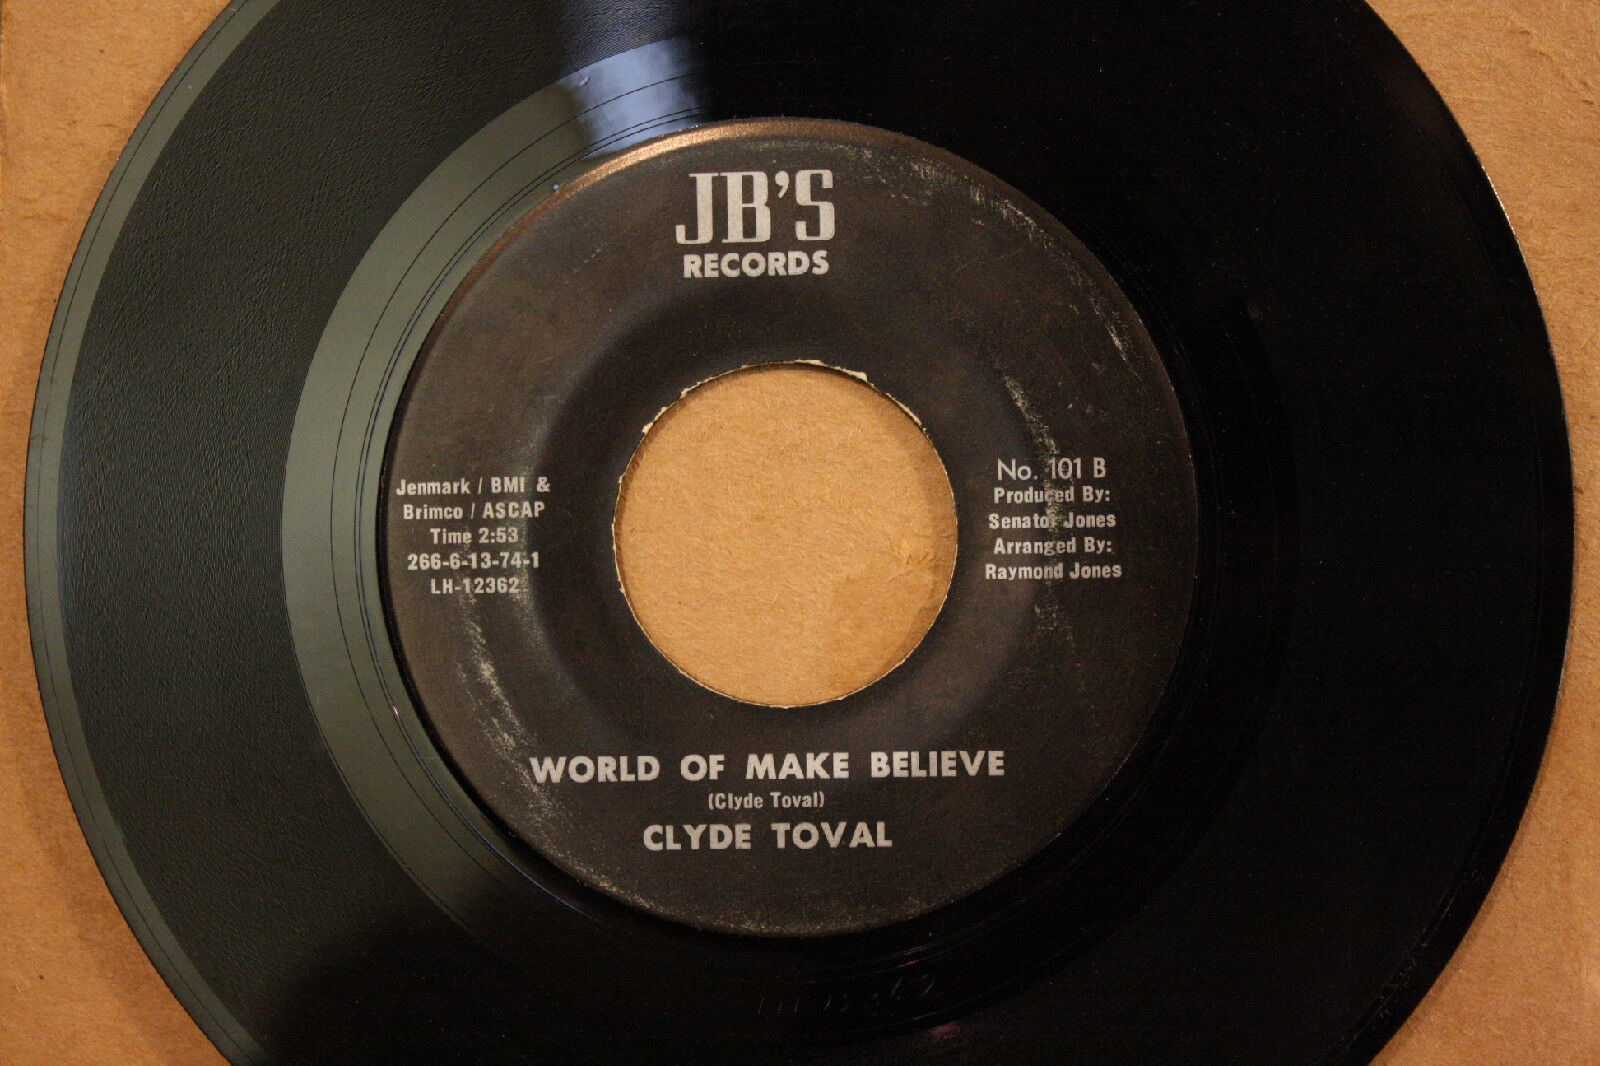 JB'S
RECORDS
Jenmark / BMI &
Brimco / ASCAP
Time 2:53
266-6-13-74-1
LH-12362
No. 101 B
Produced By:
Senator Jones
Arranged By:
Raymond Jones
WORLD OF MAKE BELIEVE
(Clyde Toval)
CLYDE TOVAL